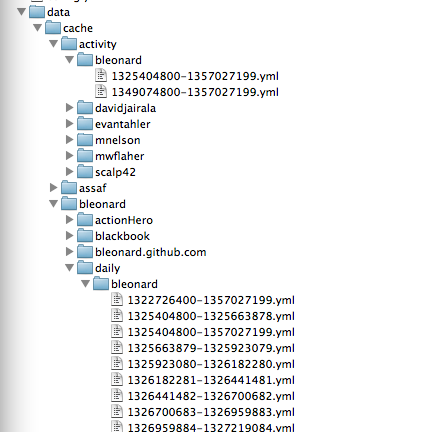 data
cache
activity
bleonard
1325404800-1357027199.yml
1349074800-1357027199.yml
davidjairala
evantahler
mnelson
mwflaher
scalp42
assaf
bleonard
actionHero
blackbook
bleonard.github.com
daily
bleonard
1322726400-1357027199.yml
1325404800-1325663878.yml
1325404800-1357027199.yml
1325663879-1325923079.yml
1325923080-1326182280.yml
1326182281-1326441481.yml
1326441482-1326700682.yml
1326700683-1326959883.yml
1326959884-1327219084.yml